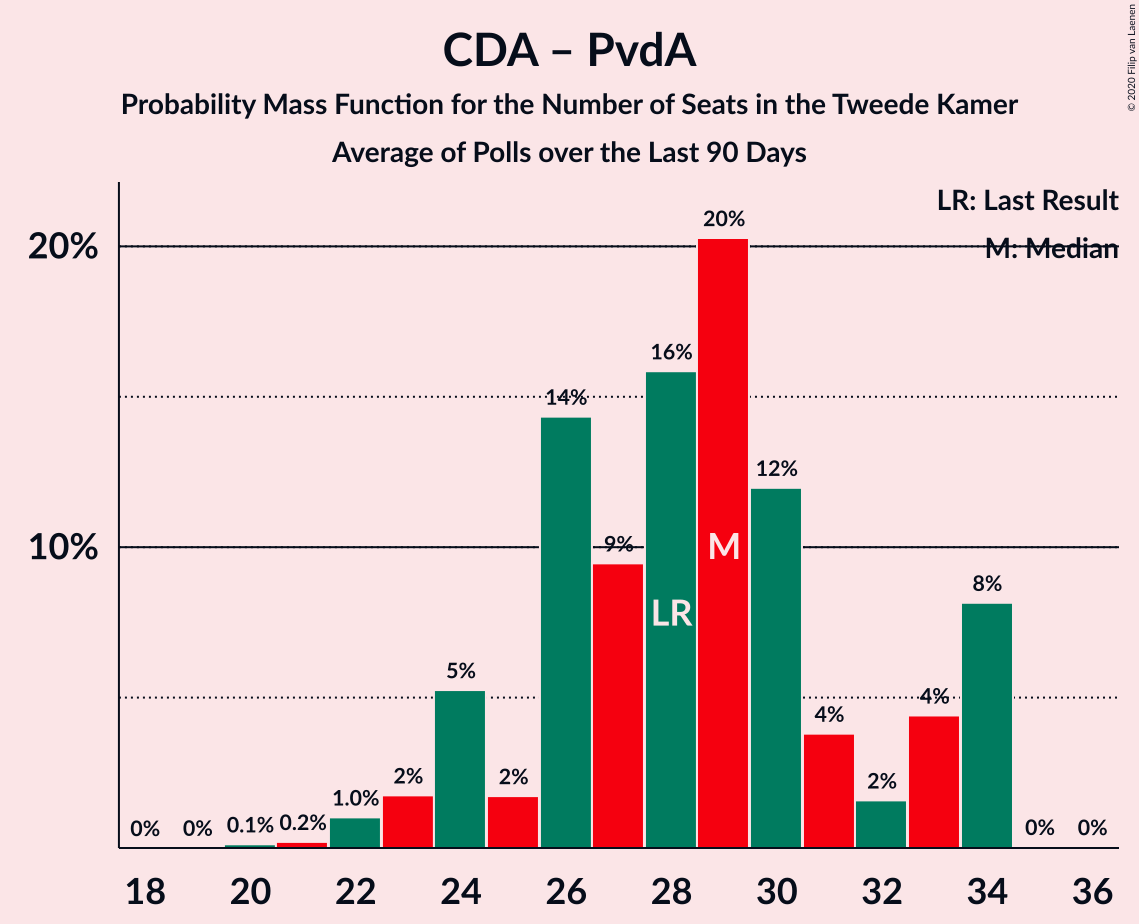 CDA – PvdA
Probability Mass Function for the Number of Seats in the Tweede Kamer
Average of Polls over the Last 90 Days
© 2020 Filip van Laenen
LR: Last Result
M: Median
20%
10%
0%
0%
0.1%
0.2%
1.0%
2%
5%
2%
14%
9%
16%
20%
12%
4%
2%
4%
8%
0%
0%
LR
M
18 20 22 24 26 28 30 32 34 36